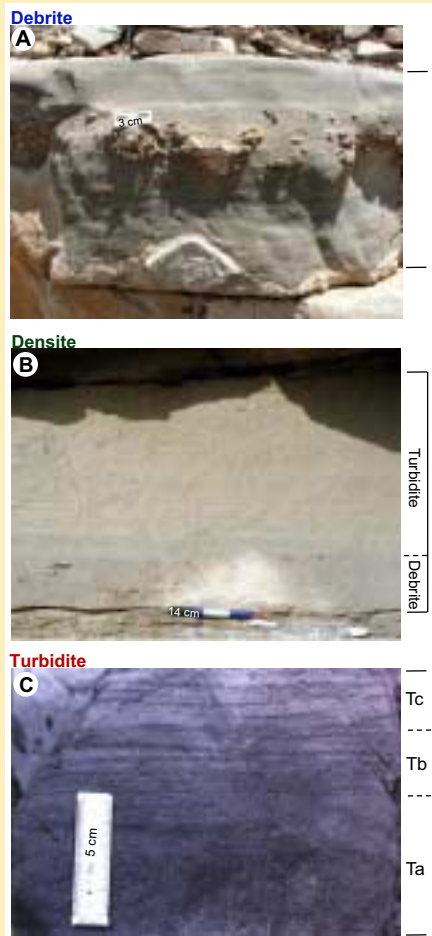 Debrite
A
3 cm
Densite
B
Turbidite
Debrite
14 cm
Turbidite
C
Tc
Tb
5 cm
Ta